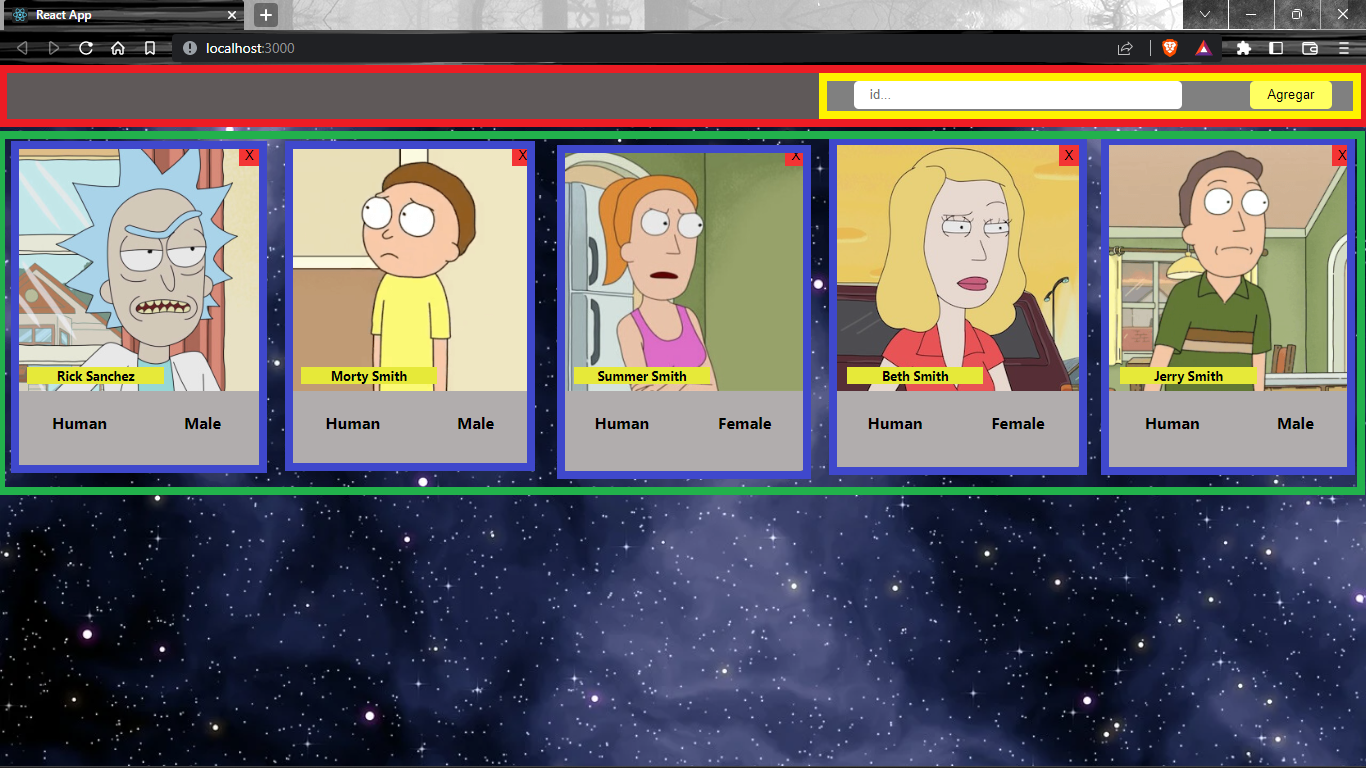 React App
localhost:3000
id...
Agregar
X
X
X
X
X
Rick Sanchez
Morty Smith
Summer Smith
Beth Smith
Jerry Smith
Human Male
Human Male
Human Female
Human Female
Human Male